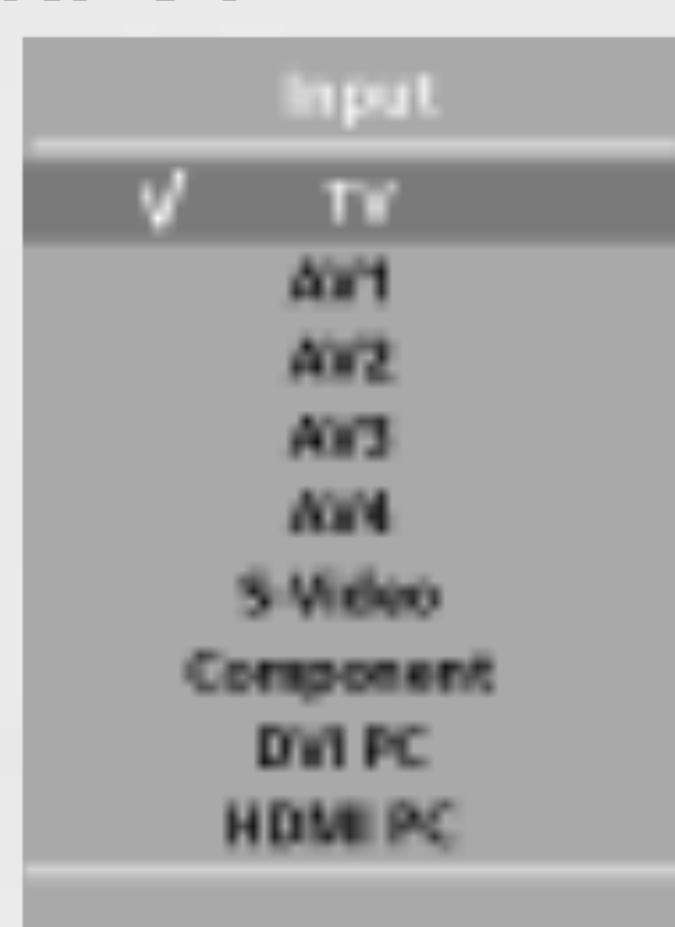 Input
√ TV
AV1
AV2
AV3
AV4
S-Video
Component
DVI PC
HDMI PC